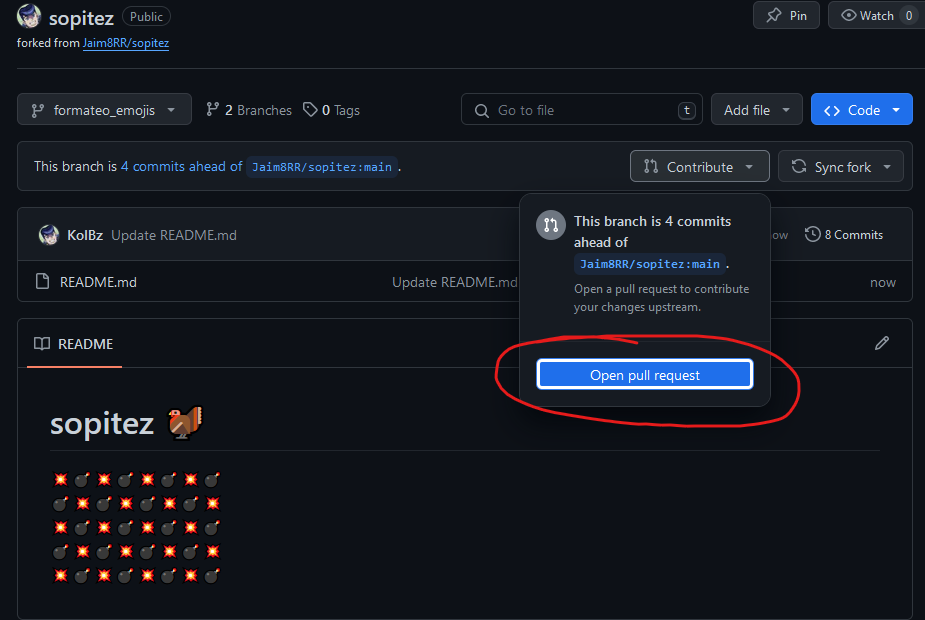 sopitez Public Pin Watch 0
forked from Jaim8RR/sopitez
formateo_emojis 2 Branches 0 Tags Go to file t Add file Code
This branch is 4 commits ahead of Jaim8RR/sopitez:main . Contribute Sync fork
KolBz Update README.md ow 8 Commits
README.md Update README.md now
This branch is 4 commits
ahead of
Jaim8RR/sopitez:main .
Open a pull request to contribute
your changes upstream.
Open pull request
README
sopitez